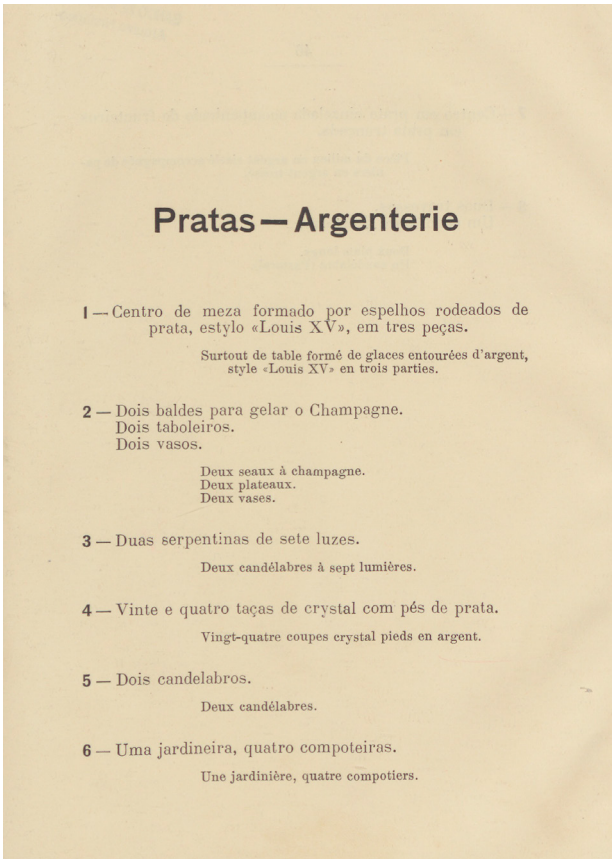 Pratas — Argenterie
1 — Centro de meza formado por espelhos rodeados de
prata, estylo «Louis XV», em tres peças.
Surtout de table formé de glaces entourées d'argent,
style «Louis XV» en trois parties.
2 — Dois baldes para gelar o Champagne.
Dois taboleiros.
Dois vasos.
Deux seaux à champagne.
Deux plateaux.
Deux vases.
3 — Duas serpentinas de sete luzes.
Deux candélabres à sept lumières.
4 — Vinte e quatro taças de crystal com pés de prata.
Vingt-quatre coupes crystal pieds en argent.
5 — Dois candelabros.
Deux candélabres.
6 — Uma jardineira, quatro compoteiras.
Une jardinière, quatre compotiers.